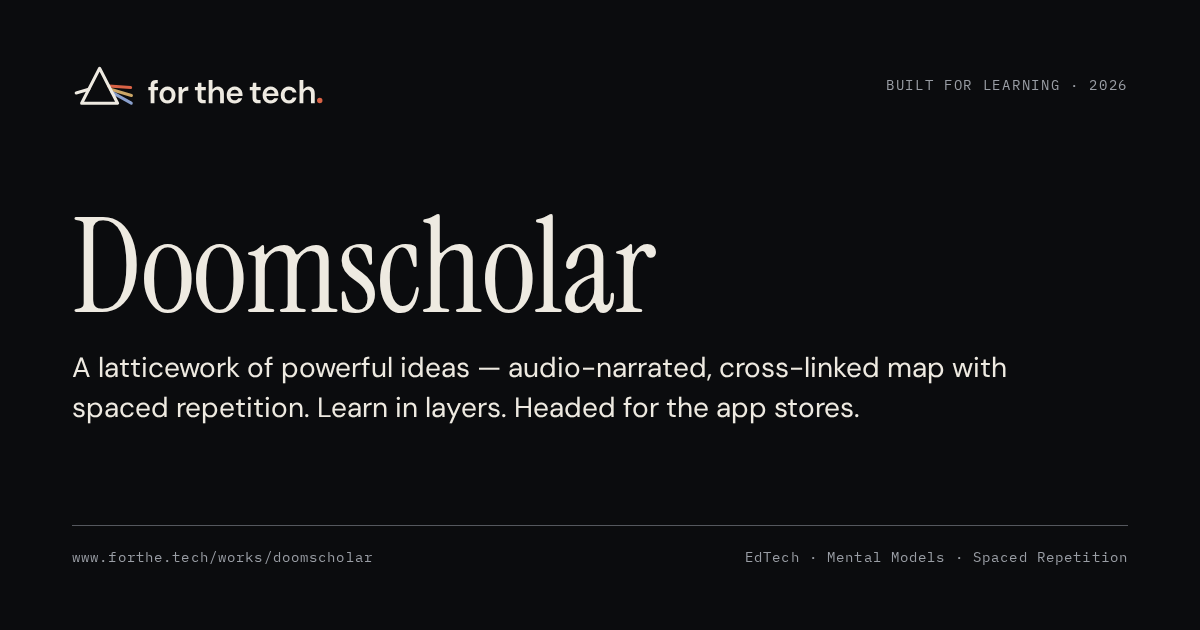 for the tech.
BUILT FOR LEARNING · 2026
Doomscholar
A latticework of powerful ideas — audio-narrated, cross-linked map with
spaced repetition. Learn in layers. Headed for the app stores.
www.forthe.tech/works/doomscholar
EdTech · Mental Models · Spaced Repetition